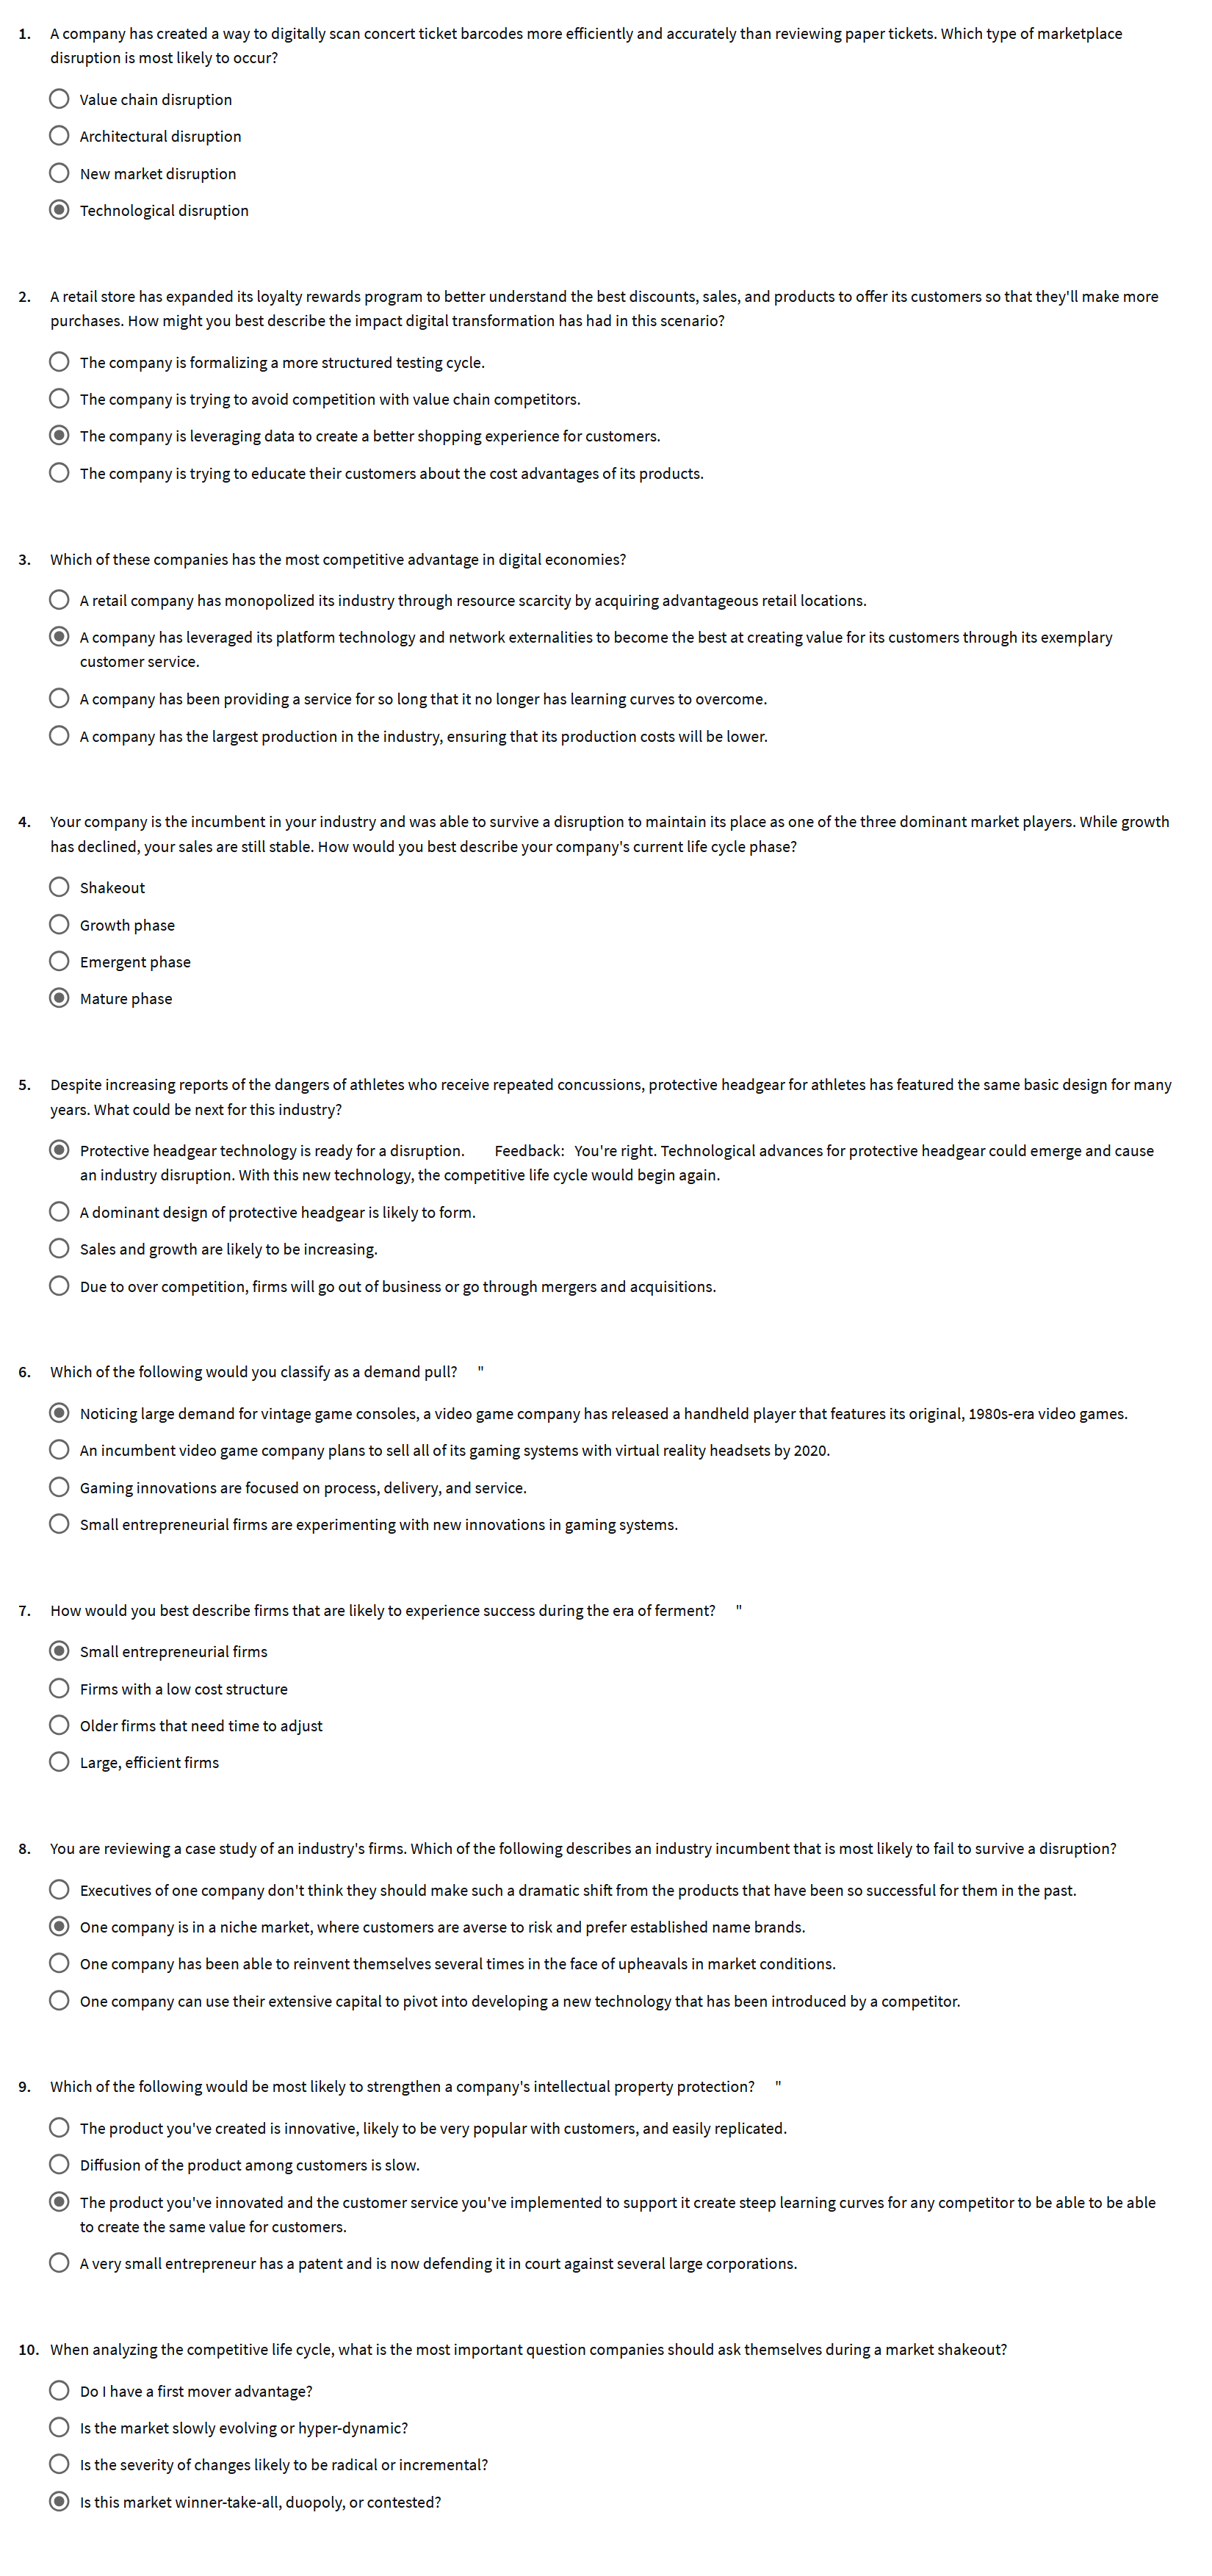 1. A company has created a way to digitally scan concert ticket barcodes more efficiently and accurately than reviewing paper tickets. Which type of marketplace
disruption is most likely to occur?
Value chain disruption
Architectural disruption
New market disruption
Technological disruption
2. A retail store has expanded its loyalty rewards program to better understand the best discounts, sales, and products to offer its customers so that they'll make more
purchases. How might you best describe the impact digital transformation has had in this scenario?
The company is formalizing a more structured testing cycle.
The company is trying to avoid competition with value chain competitors.
The company is leveraging data to create a better shopping experience for customers.
The company is trying to educate their customers about the cost advantages of its products.
3. Which of these companies has the most competitive advantage in digital economies?
A retail company has monopolized its industry through resource scarcity by acquiring advantageous retail locations.
A company has leveraged its platform technology and network externalities to become the best at creating value for its customers through its exemplary
customer service.
A company has been providing a service for so long that it no longer has learning curves to overcome.
A company has the largest production in the industry, ensuring that its production costs will be lower.
4. Your company is the incumbent in your industry and was able to survive a disruption to maintain its place as one of the three dominant market players. While growth
has declined, your sales are still stable. How would you best describe your company's current life cycle phase?
Shakeout
Growth phase
Emergent phase
Mature phase
5. Despite increasing reports of the dangers of athletes who receive repeated concussions, protective headgear for athletes has featured the same basic design for many
years. What could be next for this industry?
Protective headgear technology is ready for a disruption. Feedback: You're right. Technological advances for protective headgear could emerge and cause
an industry disruption. With this new technology, the competitive life cycle would begin again.
A dominant design of protective headgear is likely to form.
Sales and growth are likely to be increasing.
Due to over competition, firms will go out of business or go through mergers and acquisitions.
6. Which of the following would you classify as a demand pull? "
Noticing large demand for vintage game consoles, a video game company has released a handheld player that features its original, 1980s-era video games.
An incumbent video game company plans to sell all of its gaming systems with virtual reality headsets by 2020.
Gaming innovations are focused on process, delivery, and service.
Small entrepreneurial firms are experimenting with new innovations in gaming systems.
7. How would you best describe firms that are likely to experience success during the era of ferment? "
Small entrepreneurial firms
Firms with a low cost structure
Older firms that need time to adjust
Large, efficient firms
8. You are reviewing a case study of an industry's firms. Which of the following describes an industry incumbent that is most likely to fail to survive a disruption?
Executives of one company don't think they should make such a dramatic shift from the products that have been so successful for them in the past.
One company is in a niche market, where customers are averse to risk and prefer established name brands.
One company has been able to reinvent themselves several times in the face of upheavals in market conditions.
One company can use their extensive capital to pivot into developing a new technology that has been introduced by a competitor.
9. Which of the following would be most likely to strengthen a company's intellectual property protection? "
The product you've created is innovative, likely to be very popular with customers, and easily replicated.
Diffusion of the product among customers is slow.
The product you've innovated and the customer service you've implemented to support it create steep learning curves for any competitor to be able to be able
to create the same value for customers.
A very small entrepreneur has a patent and is now defending it in court against several large corporations.
10. When analyzing the competitive life cycle, what is the most important question companies should ask themselves during a market shakeout?
Do I have a first mover advantage?
Is the market slowly evolving or hyper-dynamic?
Is the severity of changes likely to be radical or incremental?
Is this market winner-take-all, duopoly, or contested?